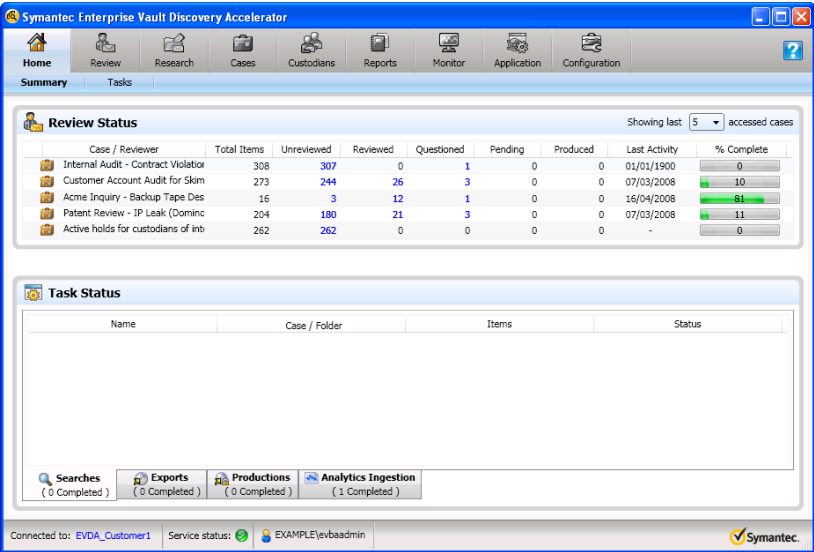 Symantec Enterprise Vault Discovery Accelerator
Home Review Research Cases Custodians Reports Monitor Application Configuration ?
Summary Tasks
Review Status Showing last 5 accessed cases
Case / Reviewer Total Items Unreviewed Reviewed Questioned Pending Produced Last Activity % Complete
Internal Audit - Contract Violation 308 307 0 1 0 0 01/01/1900 0
Customer Account Audit for Skim 273 244 26 3 0 0 07/03/2008 10
Acme Inquiry - Backup Tape Des 16 3 12 1 0 0 16/04/2008 81
Patent Review - IP Leak (Domino 204 180 21 3 0 0 07/03/2008 11
Active holds for custodians of inte 262 262 0 0 0 0 - 0
Task Status
Name Case / Folder Items Status
Searches Exports Productions Analytics Ingestion
( 0 Completed ) ( 0 Completed ) ( 0 Completed ) ( 1 Completed )
Connected to: EVDA_Customer1 Service status: EXAMPLE\evbaadmin Symantec.